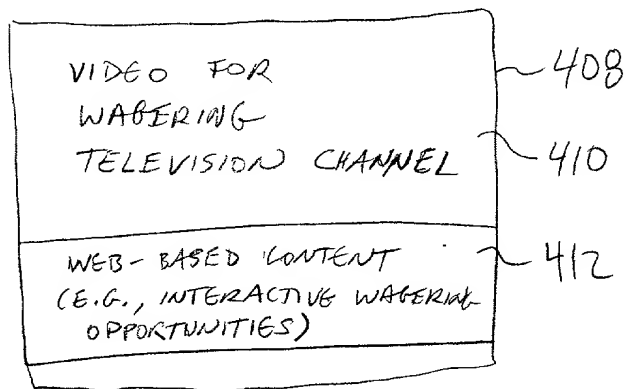 VIDEO FOR
WAGERING
TELEVISION CHANNEL
408
410
WEB-BASED CONTENT
(E.G., INTERACTIVE WAGERING
OPPORTUNITIES)
412